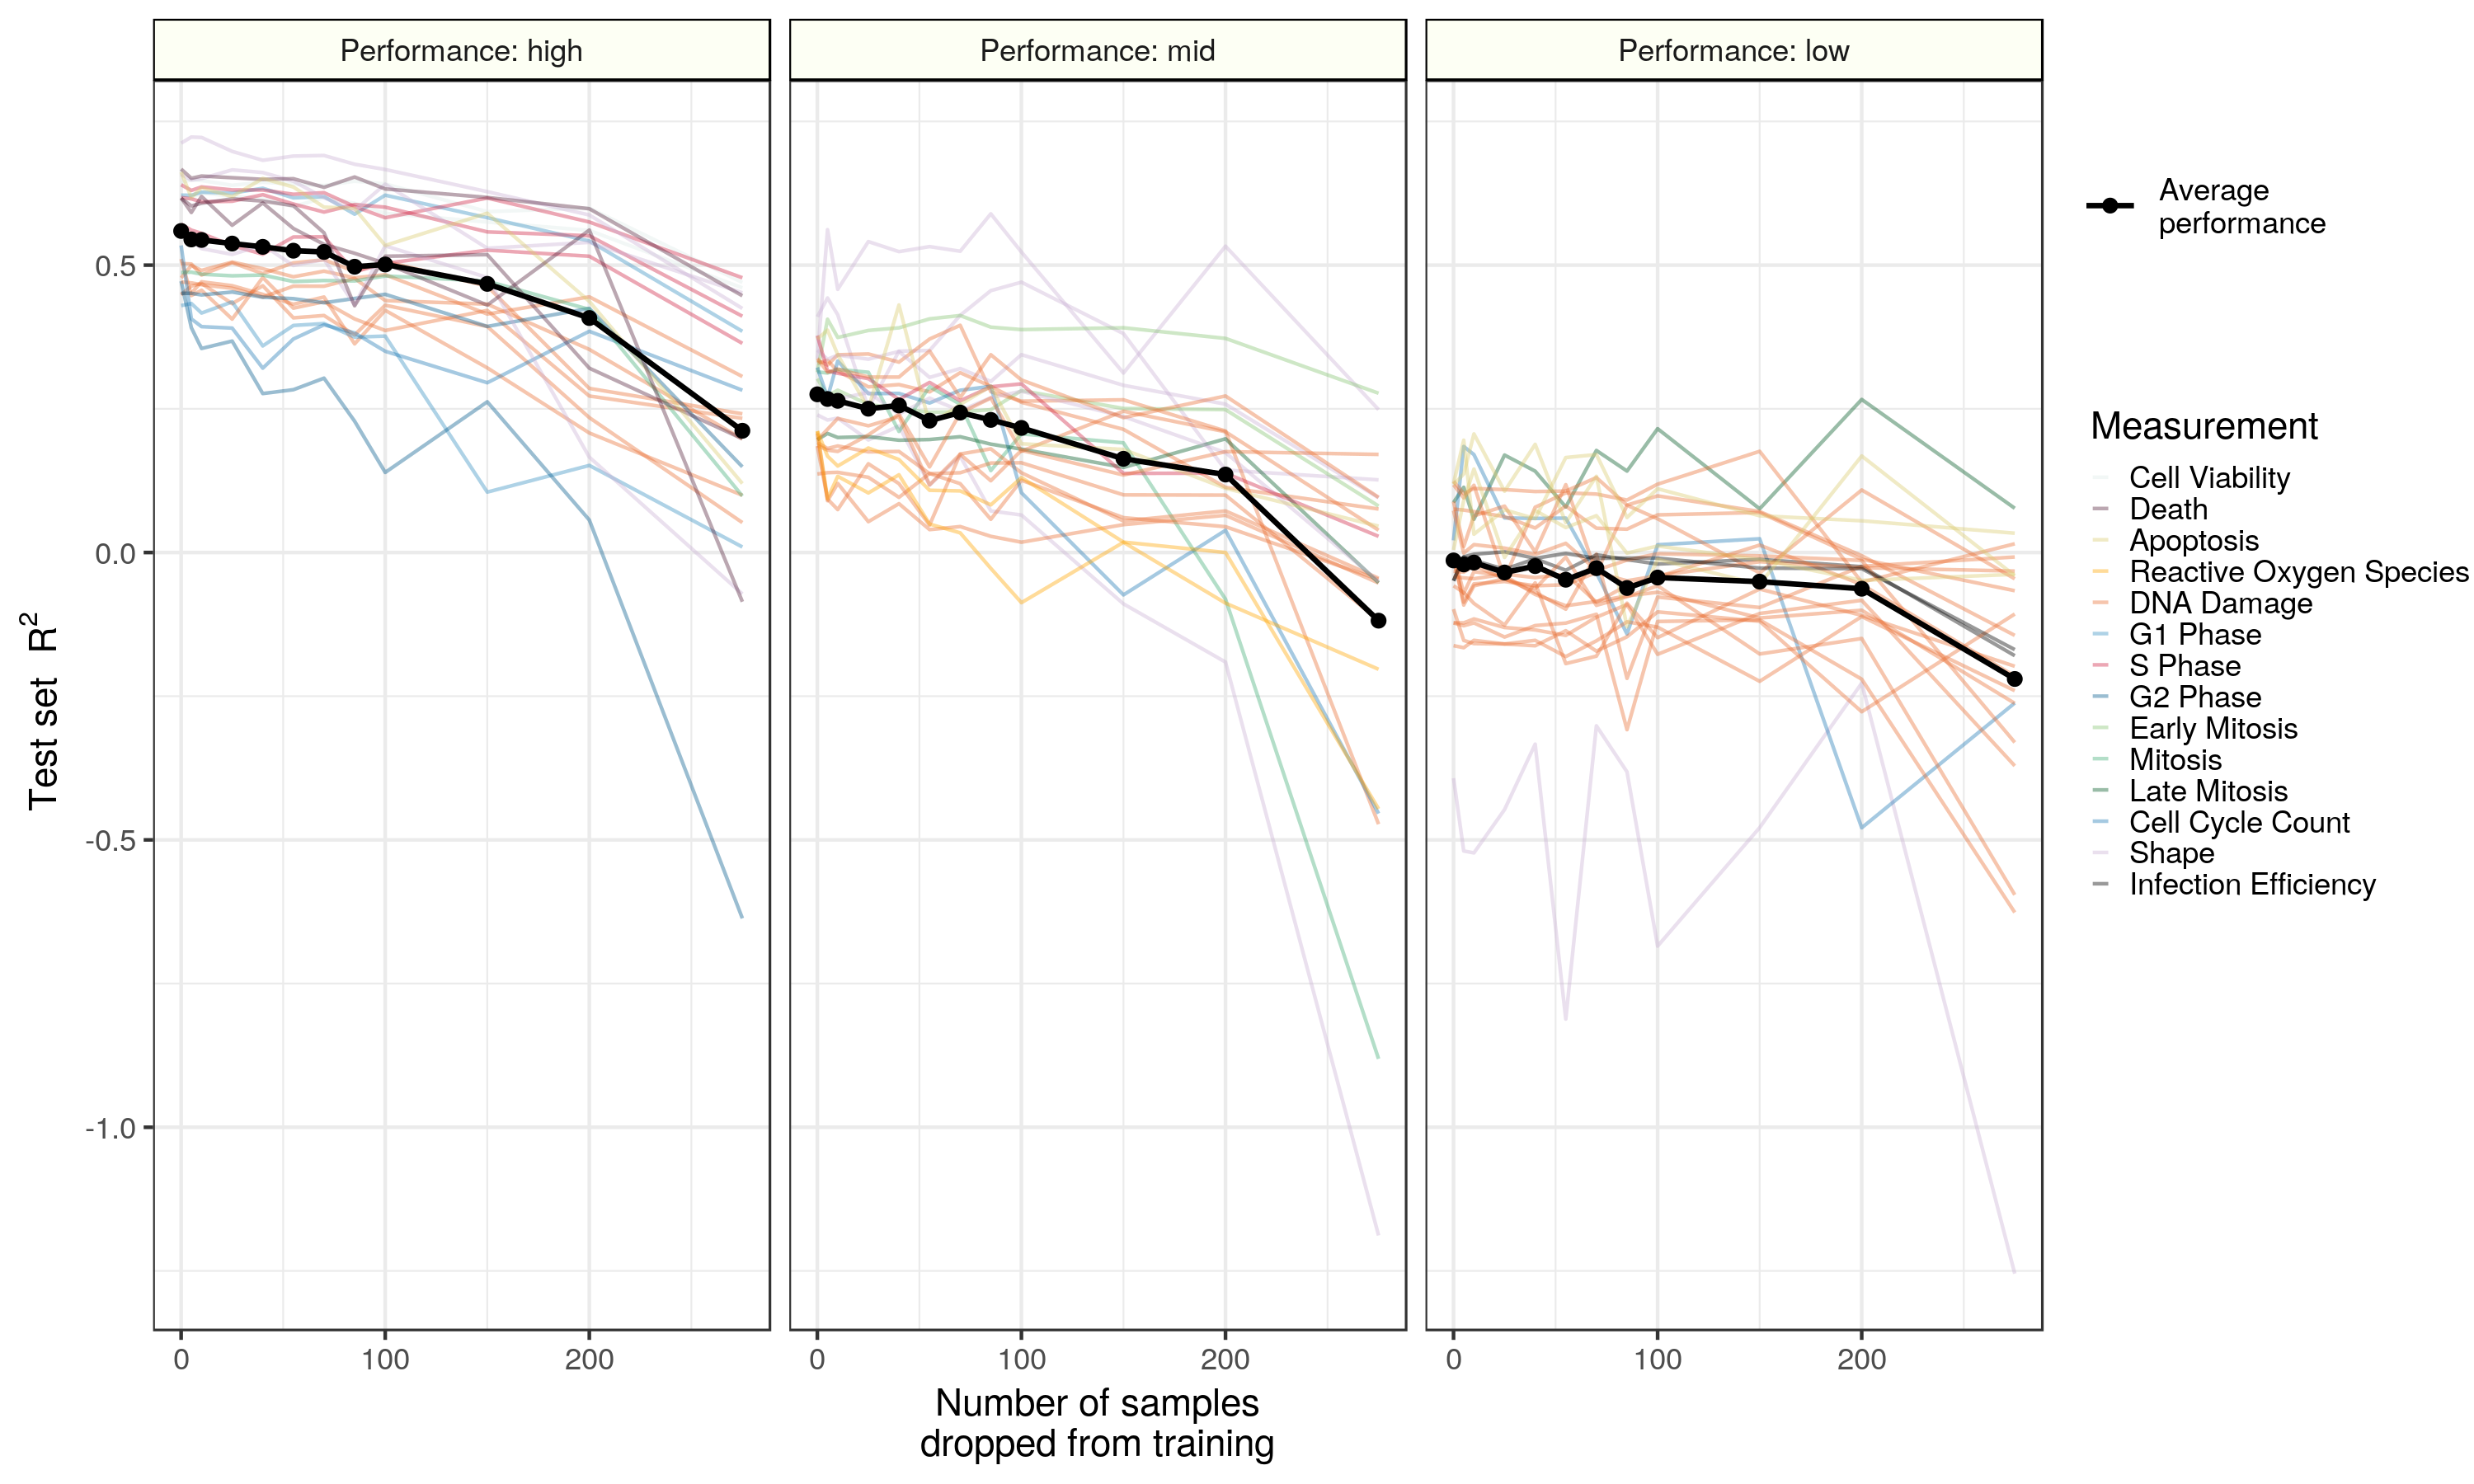 Performance: high
Performance: mid
Performance: low
Test set R²
0.5
0.0
-0.5
-1.0
0
100
200
0
100
200
0
100
200
Number of samples
dropped from training
Average
performance
Measurement
Cell Viability
Death
Apoptosis
Reactive Oxygen Species
DNA Damage
G1 Phase
S Phase
G2 Phase
Early Mitosis
Mitosis
Late Mitosis
Cell Cycle Count
Shape
Infection Efficiency